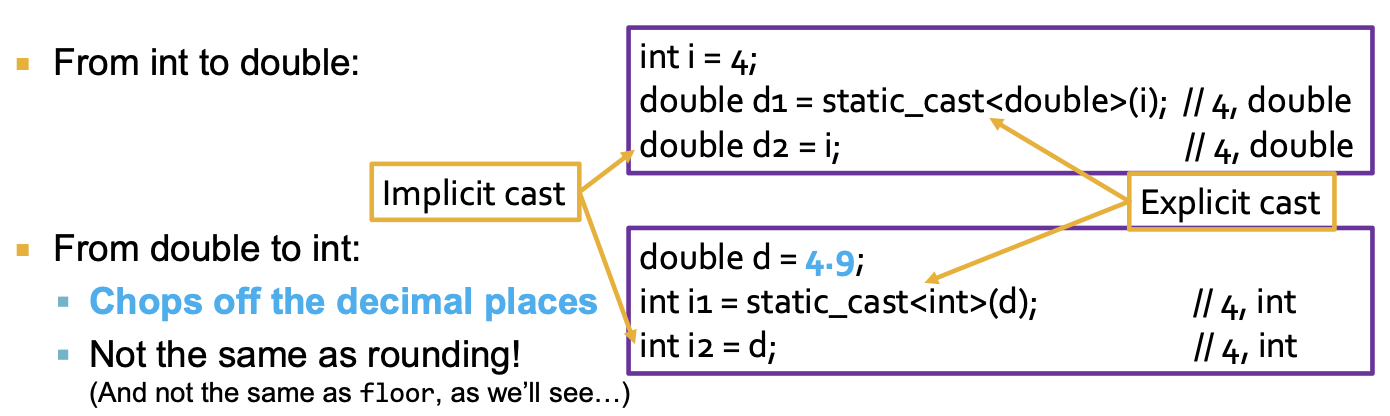 From int to double:
int i = 4;
double d1 = static_cast<double>(i); // 4, double
double d2 = i; // 4, double
Implicit cast
Explicit cast
From double to int:
Chops off the decimal places
Not the same as rounding!
(And not the same as floor, as we'll see...)
double d = 4.9;
int i1 = static_cast<int>(d); // 4, int
int i2 = d; // 4, int